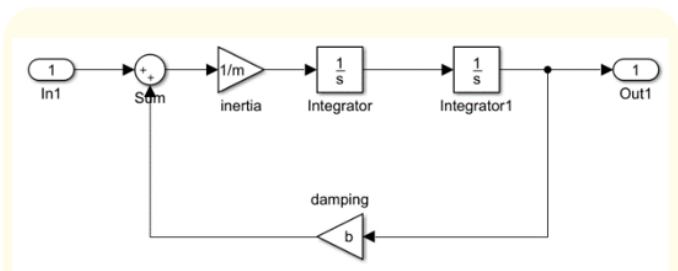 1
In1
+
+
Sum
1/m
inertia
1
s
Integrator
1
s
Integrator1
1
Out1
damping
b